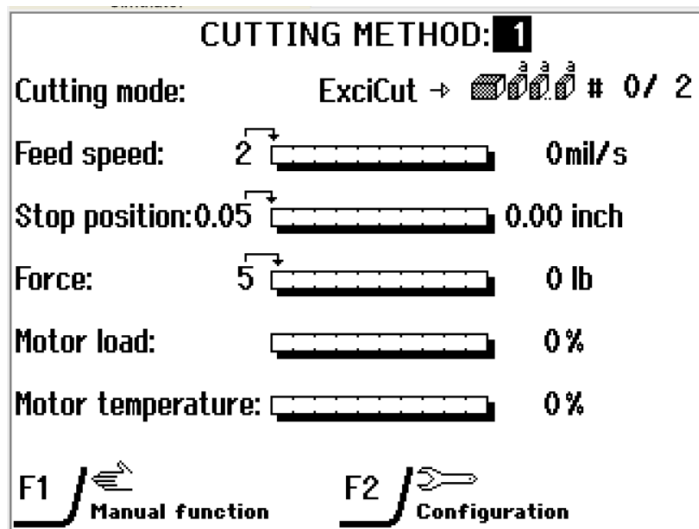 CUTTING METHOD: 1
Cutting mode: ExciCut → a a a # 0/ 2
Feed speed: 2 0mil/s
Stop position:0.05 0.00 inch
Force: 5 0 lb
Motor load: 0%
Motor temperature: 0%
F1 Manual function F2 Configuration